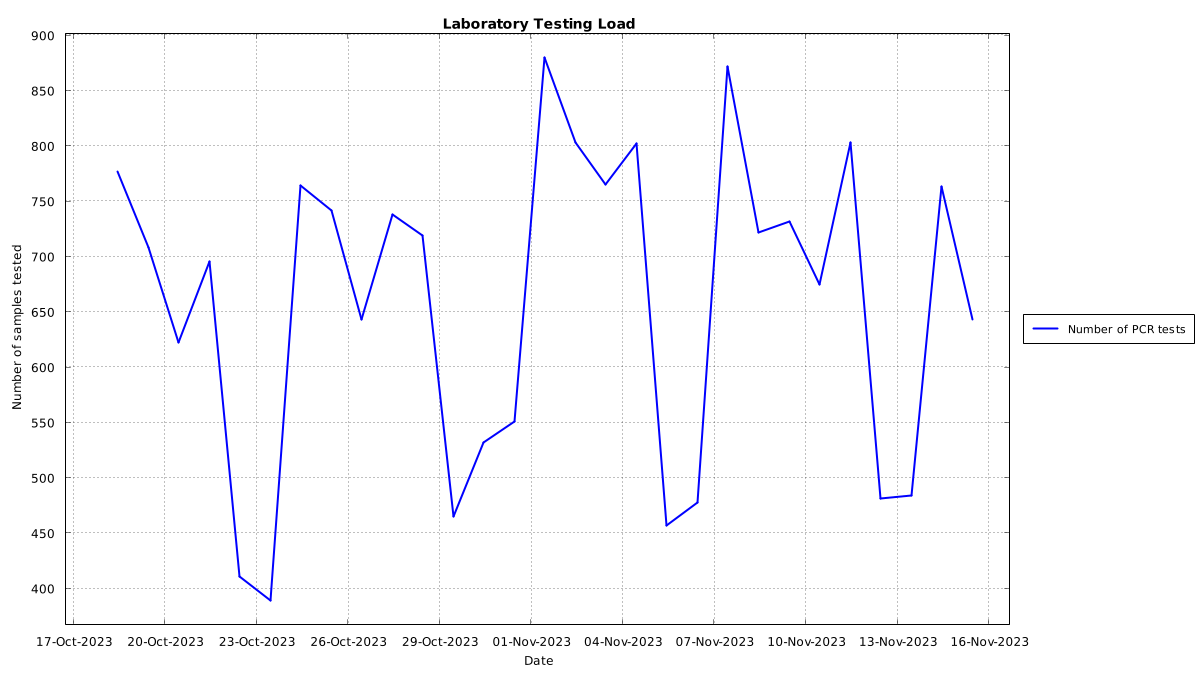 Laboratory Testing Load
900
850
800
750
700
650
600
550
500
450
400
Number of samples tested
17-Oct-2023 20-Oct-2023 23-Oct-2023 26-Oct-2023 29-Oct-2023 01-Nov-2023 04-Nov-2023 07-Nov-2023 10-Nov-2023 13-Nov-2023 16-Nov-2023
Date
Number of PCR tests